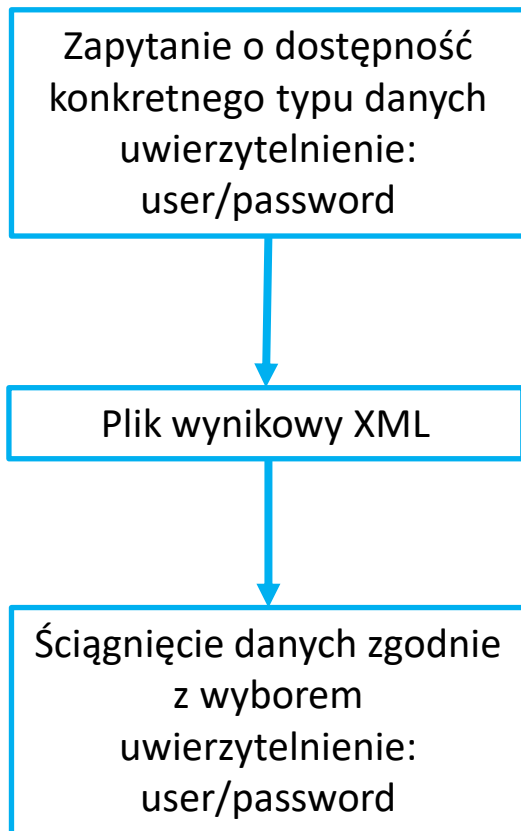 Zapytanie o dostępność
konkretnego typu danych
uwierzytelnienie:
user/password
Plik wynikowy XML
Ściągnięcie danych zgodnie
z wyborem
uwierzytelnienie:
user/password